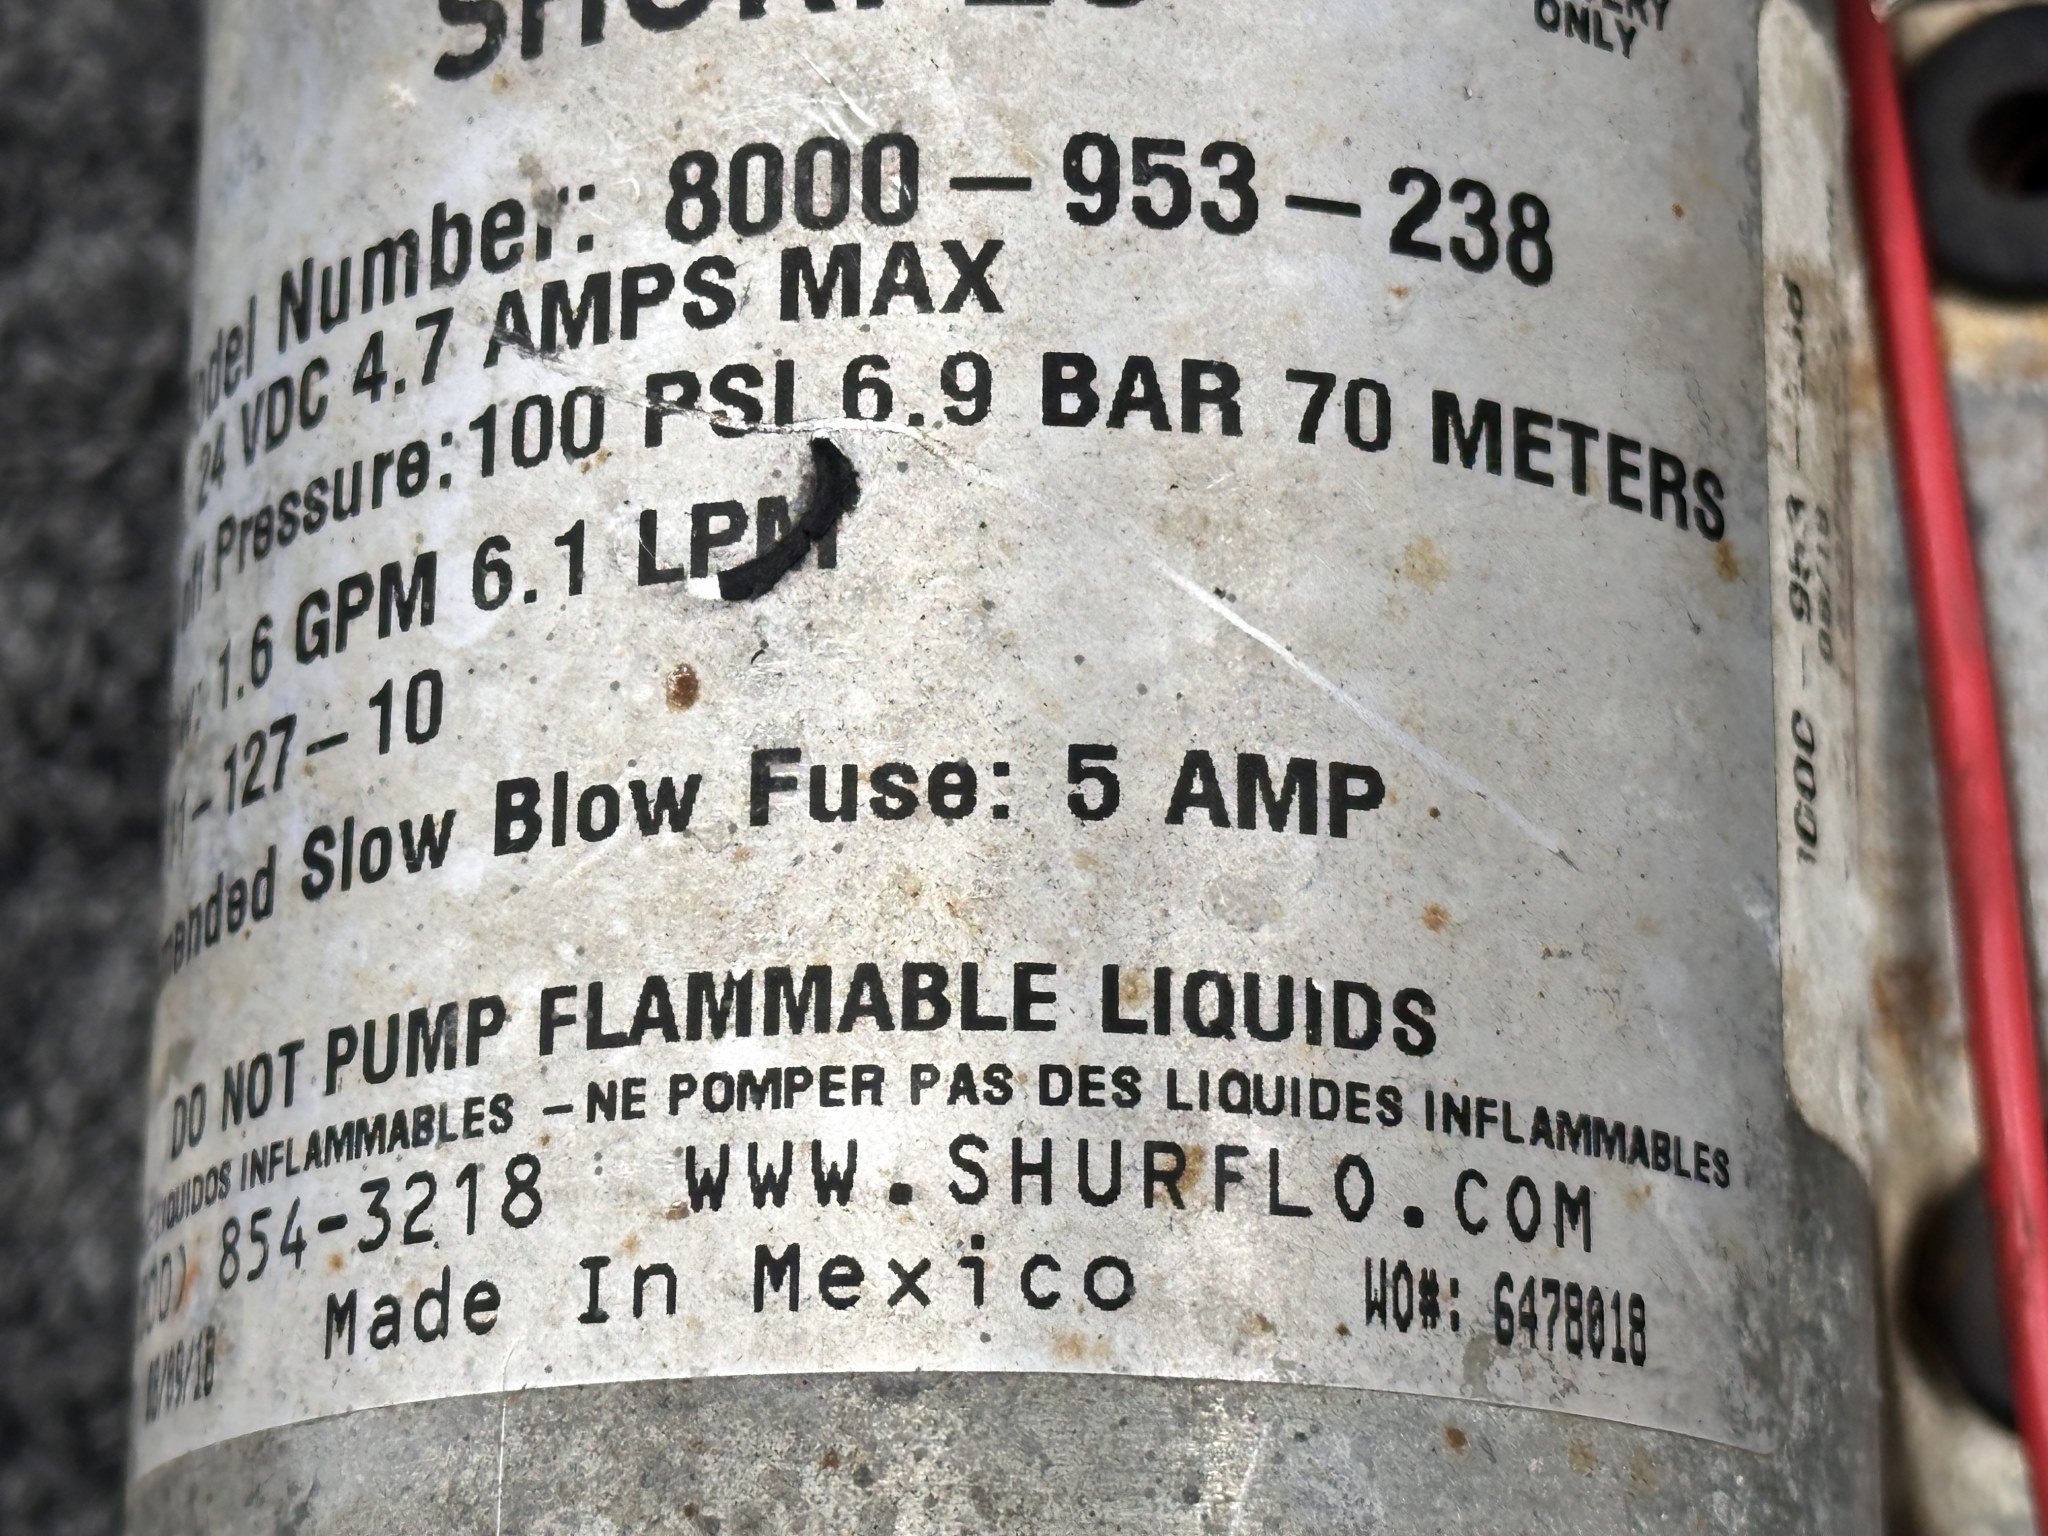 ONLY
Number: 8000-953-238
24 VDC 4.7 AMPS MAX
Pressure: 100 PSI 6.9 BAR 70 METERS
1.6 GPM 6.1 LPM
-127-10
Slow Blow Fuse: 5 AMP
DO NOT PUMP FLAMMABLE LIQUIDS
LIQUIDOS INFLAMMABLES -NE POMPER PAS DES LIQUIDES INFLAMMABLES
854-3218 WWW.SHURFLO.COM
Made In Mexico WO#: 6478018